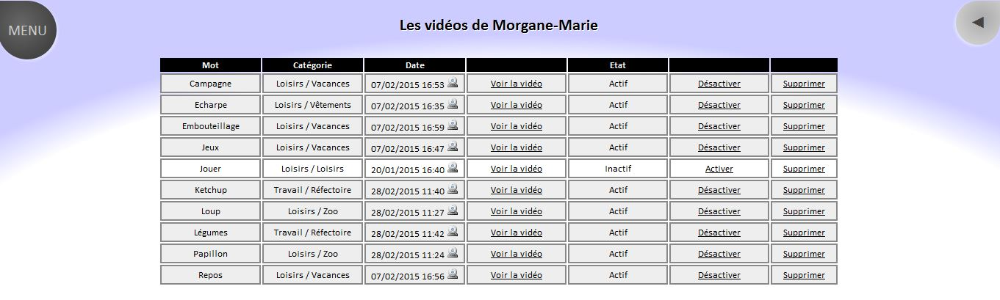 MENU
Les vidéos de Morgane-Marie
◄
Mot Catégorie Date Etat
Campagne Loisirs / Vacances 07/02/2015 16:53 Voir la vidéo Actif Désactiver Supprimer
Echarpe Loisirs / Vêtements 07/02/2015 16:35 Voir la vidéo Actif Désactiver Supprimer
Embouteillage Loisirs / Vacances 07/02/2015 16:59 Voir la vidéo Actif Désactiver Supprimer
Jeux Loisirs / Vacances 07/02/2015 16:47 Voir la vidéo Actif Désactiver Supprimer
Jouer Loisirs / Loisirs 20/01/2015 16:40 Voir la vidéo Inactif Activer Supprimer
Ketchup Travail / Réfectoire 28/02/2015 11:40 Voir la vidéo Actif Désactiver Supprimer
Loup Loisirs / Zoo 28/02/2015 11:27 Voir la vidéo Actif Désactiver Supprimer
Légumes Travail / Réfectoire 28/02/2015 11:42 Voir la vidéo Actif Désactiver Supprimer
Papillon Loisirs / Zoo 28/02/2015 11:24 Voir la vidéo Actif Désactiver Supprimer
Repos Loisirs / Vacances 07/02/2015 16:56 Voir la vidéo Actif Désactiver Supprimer